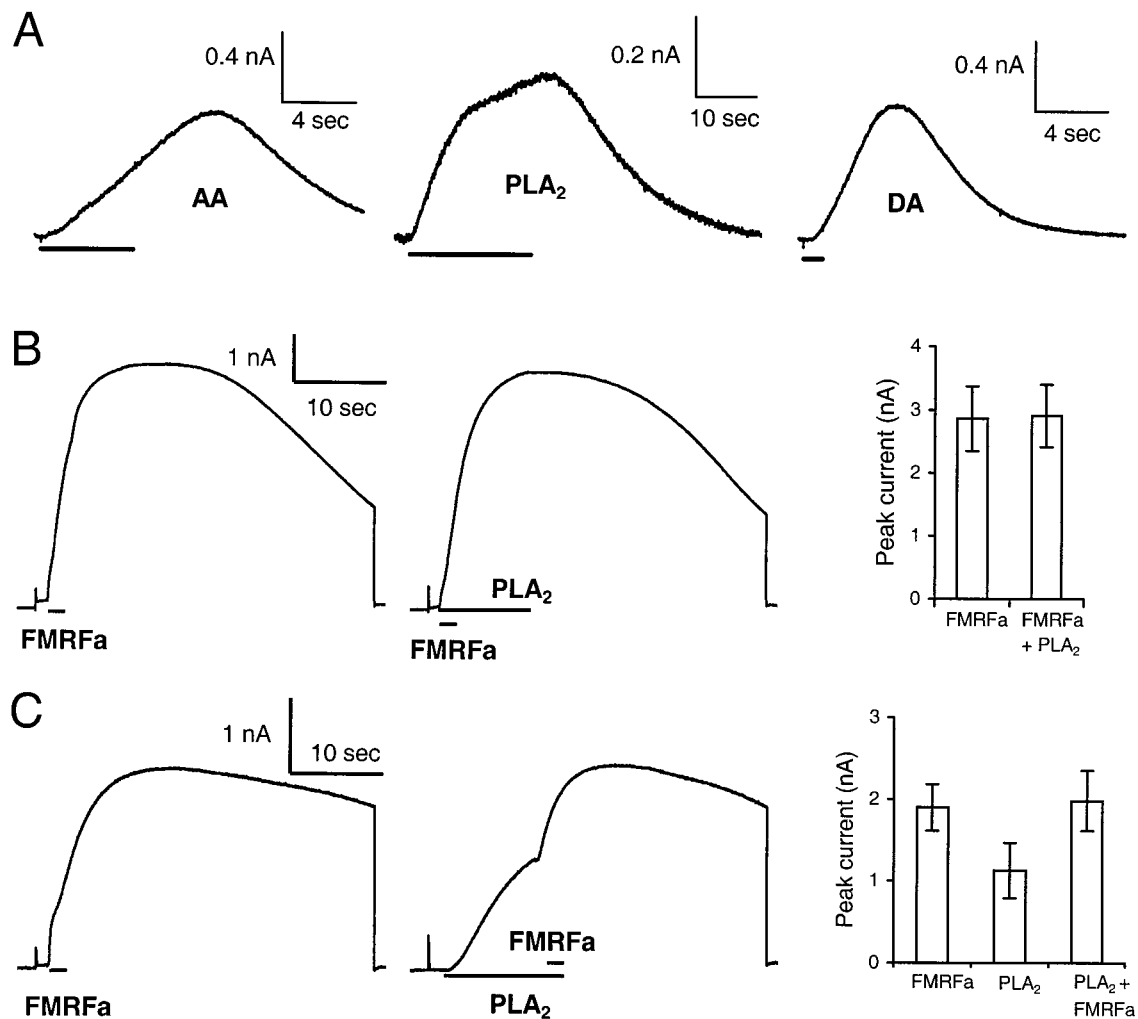 A
0.4 nA
4 sec
AA
0.2 nA
10 sec
PLA₂
0.4 nA
4 sec
DA
B
1 nA
10 sec
FMRFa
PLA₂
FMRFa
Peak current (nA)
4
3
2
1
0
FMRFa
FMRFa
+ PLA₂
C
1 nA
10 sec
FMRFa
FMRFa
PLA₂
Peak current (nA)
3
2
1
0
FMRFa
PLA₂
PLA₂ +
FMRFa